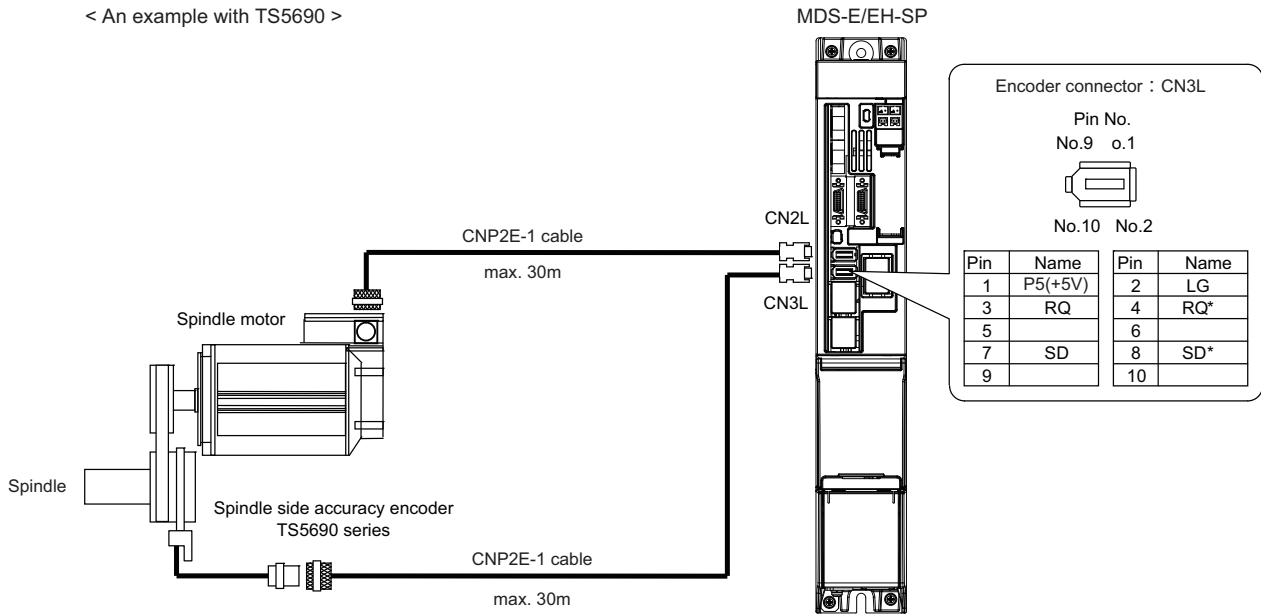 < An example with TS5690 >
MDS-E/EH-SP
Encoder connector：CN3L
Pin No.
No.9 o.1
No.10 No.2
CN2L
CNP2E-1 cable
max. 30m
CN3L
Pin Name Pin Name
1 P5(+5V) 2 LG
3 RQ 4 RQ*
5 6
7 SD 8 SD*
9 10
Spindle motor
Spindle
Spindle side accuracy encoder
TS5690 series
CNP2E-1 cable
max. 30m